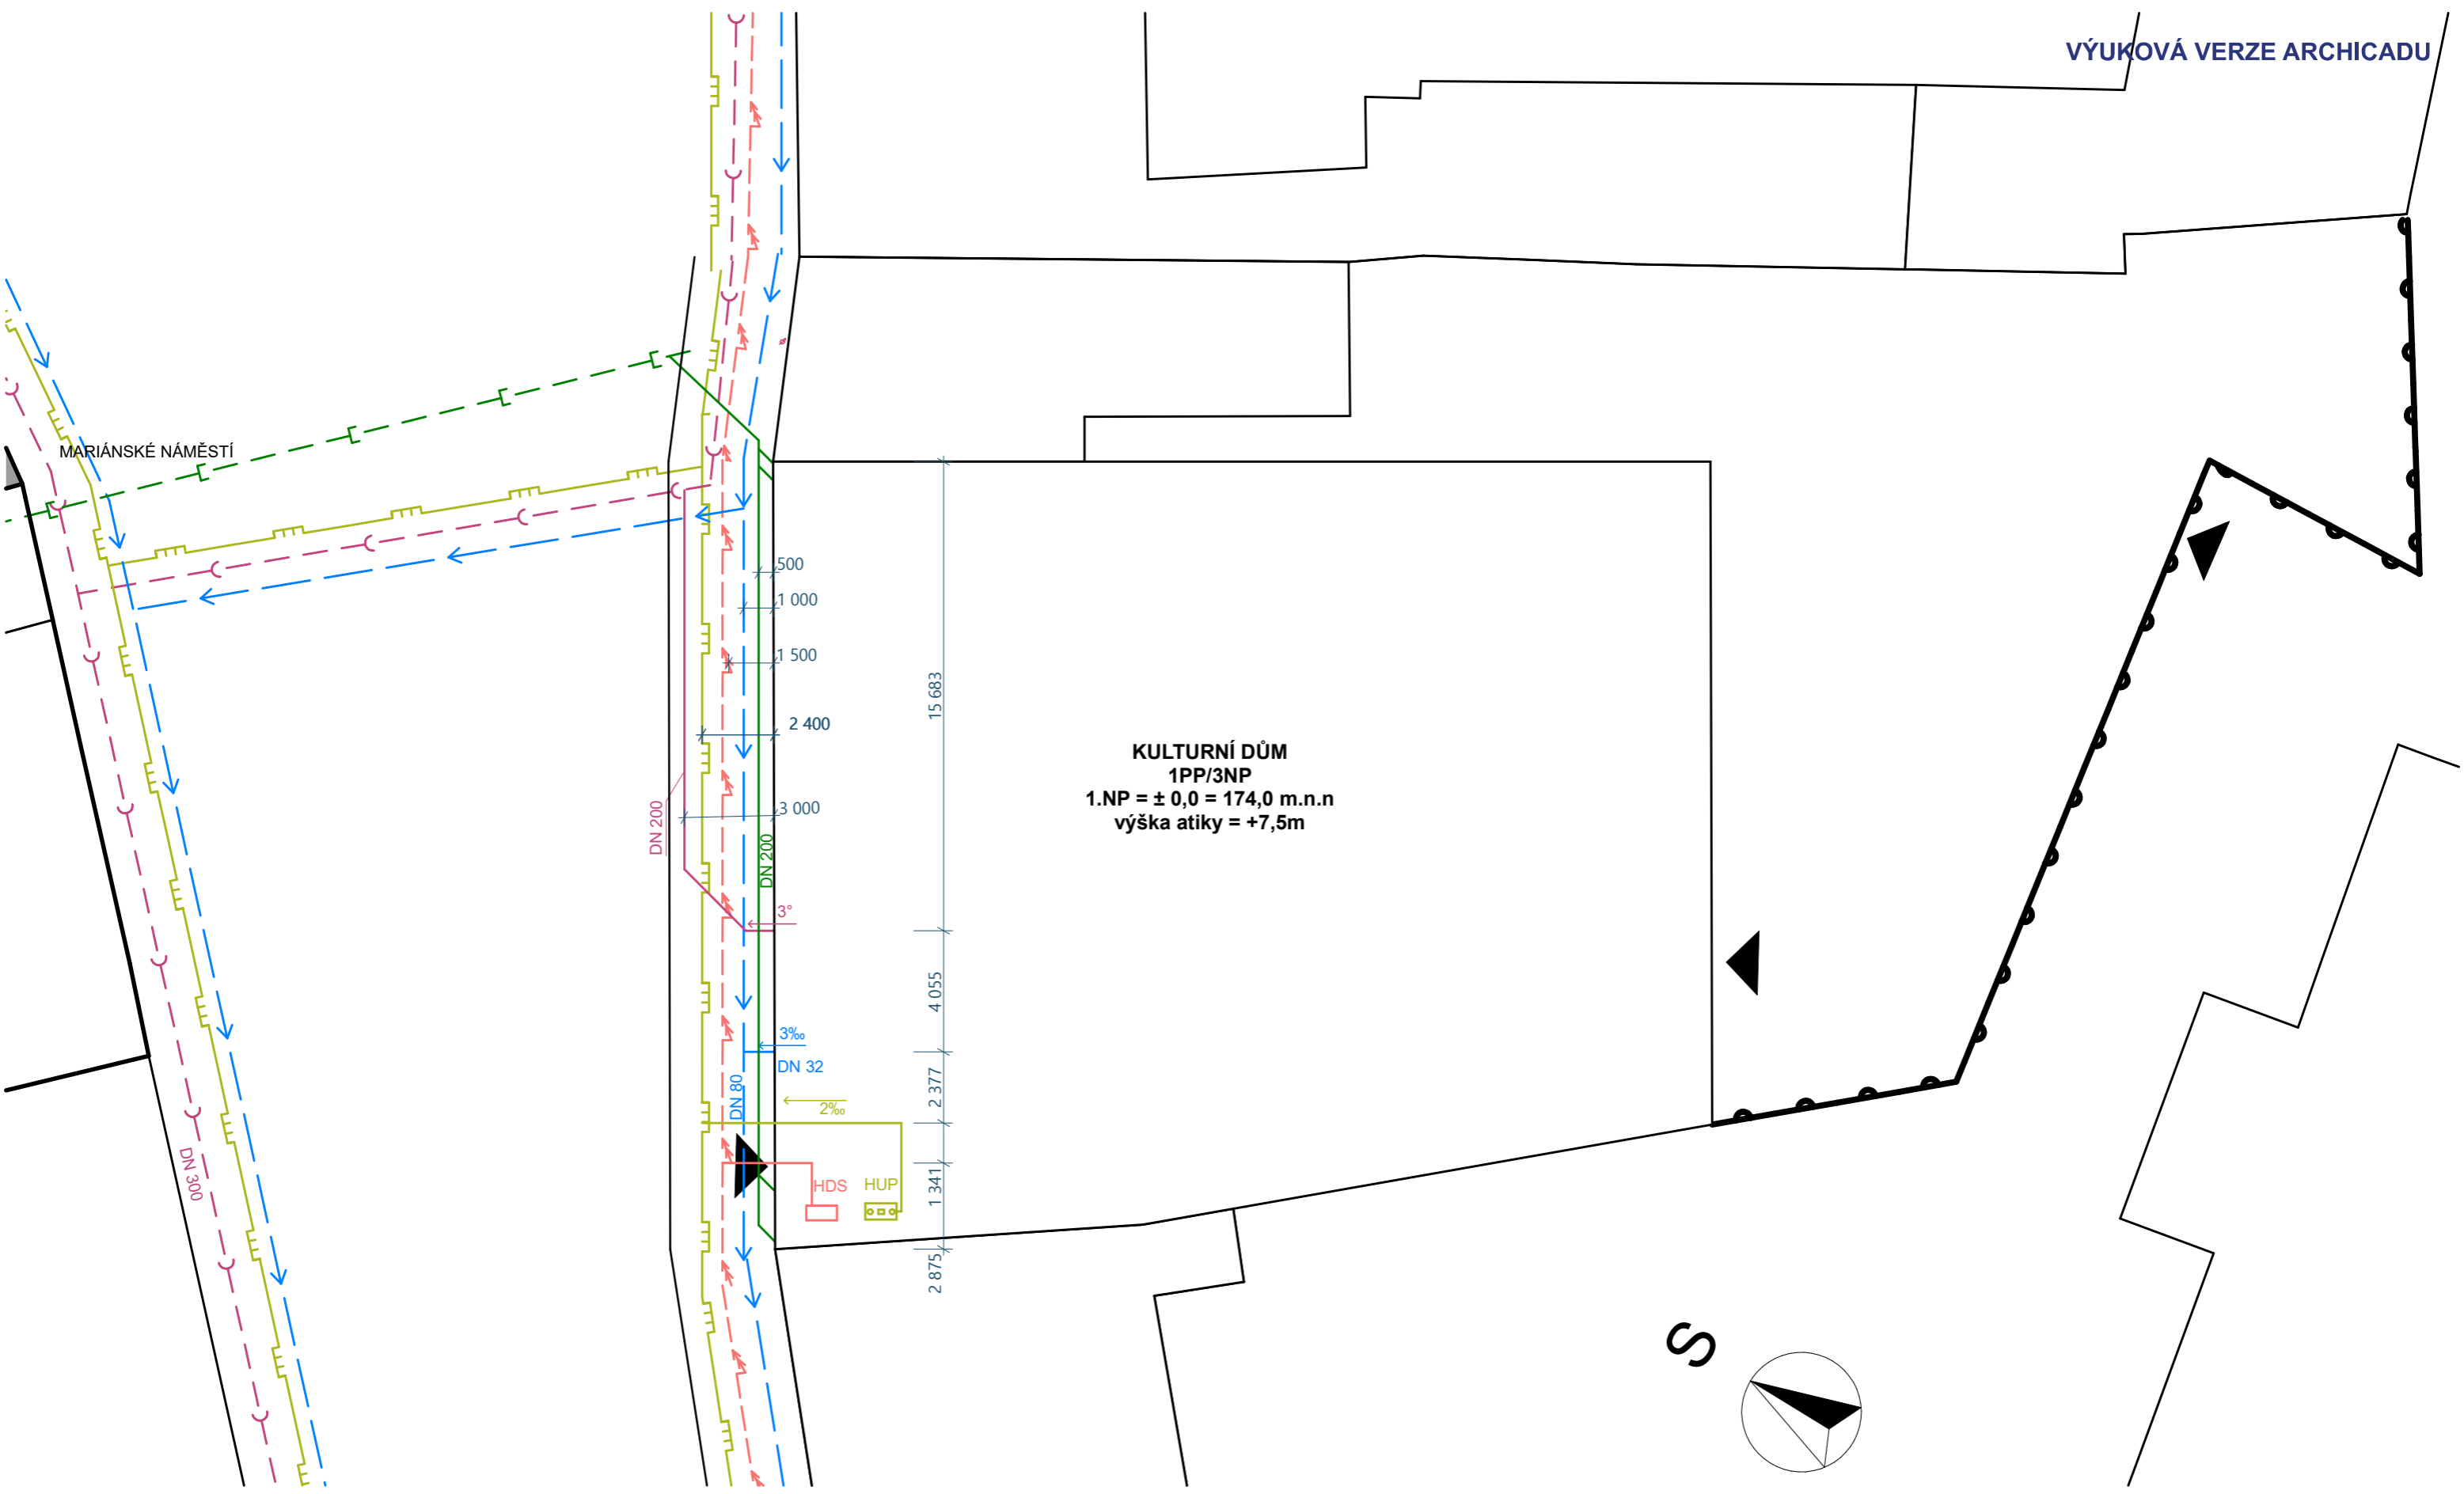 VÝUKOVÁ VERZE ARCHICADU
MARIÁNSKÉ NÁMĚSTÍ
500
1 000
1 500
2 400
3 000
15 683
4 055
2 377
1 341
2 875
KULTURNÍ DŮM
1PP/3NP
1.NP = ± 0,0 = 174,0 m.n.n
výška atiky = +7,5m
DN 200
DN 200
3°
3‰
DN 32
DN 80
2‰
HDS
HUP
DN 300
S